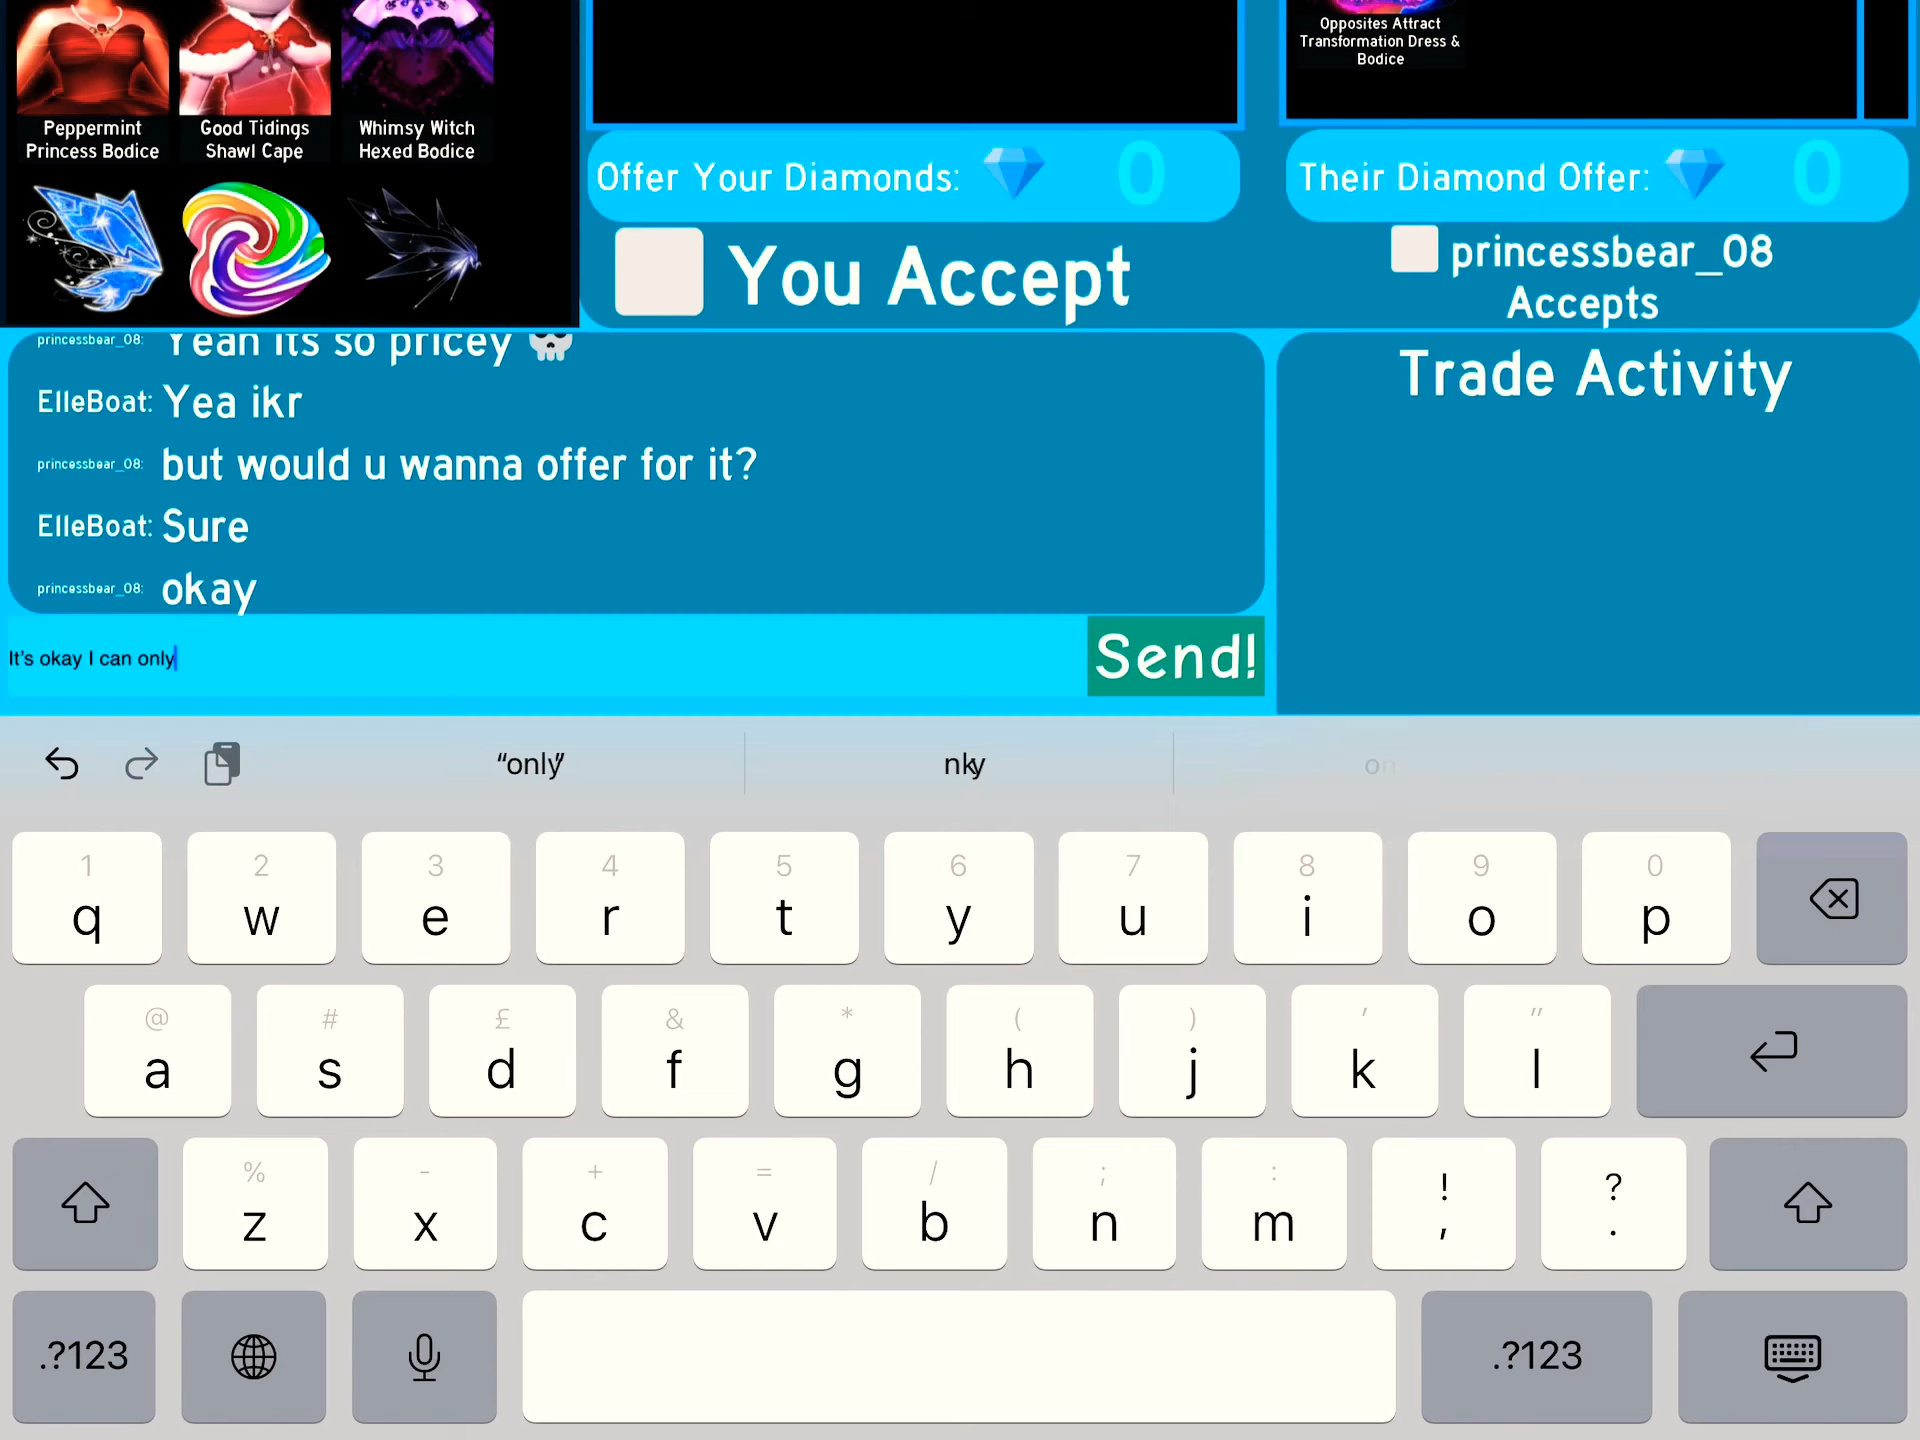 Peppermint
Princess Bodice
Good Tidings
Shawl Cape
Whimsy Witch
Hexed Bodice
Opposites Attract
Transformation Dress &
Bodice
Offer Your Diamonds: 0
Their Diamond Offer: 0
You Accept
princessbear_08
Accepts
princessbear_08: Yeah its so pricey 💀
ElleBoat: Yea ikr
princessbear_08: but would u wanna offer for it?
ElleBoat: Sure
princessbear_08: okay
Trade Activity
It's okay I can only
Send!
“only”
nky
on
1 2 3 4 5 6 7 8 9 0
q w e r t y u i o p
@ # £ & * ( ) ' "
a s d f g h j k l
% - + = / ; : ! ?
z x c v b n m , .
.?123 .?123